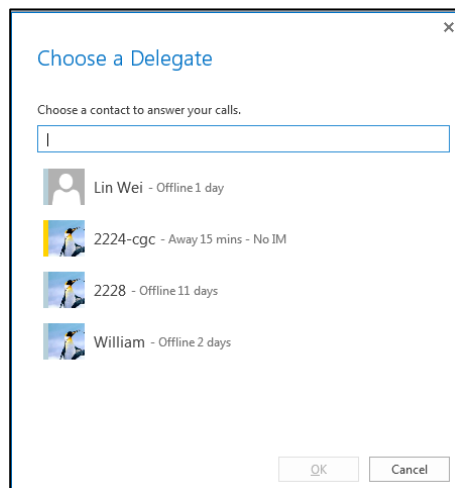 ×
Choose a Delegate
Choose a contact to answer your calls.
Lin Wei - Offline 1 day
2224-cgc - Away 15 mins - No IM
2228 - Offline 11 days
William - Offline 2 days
OK Cancel